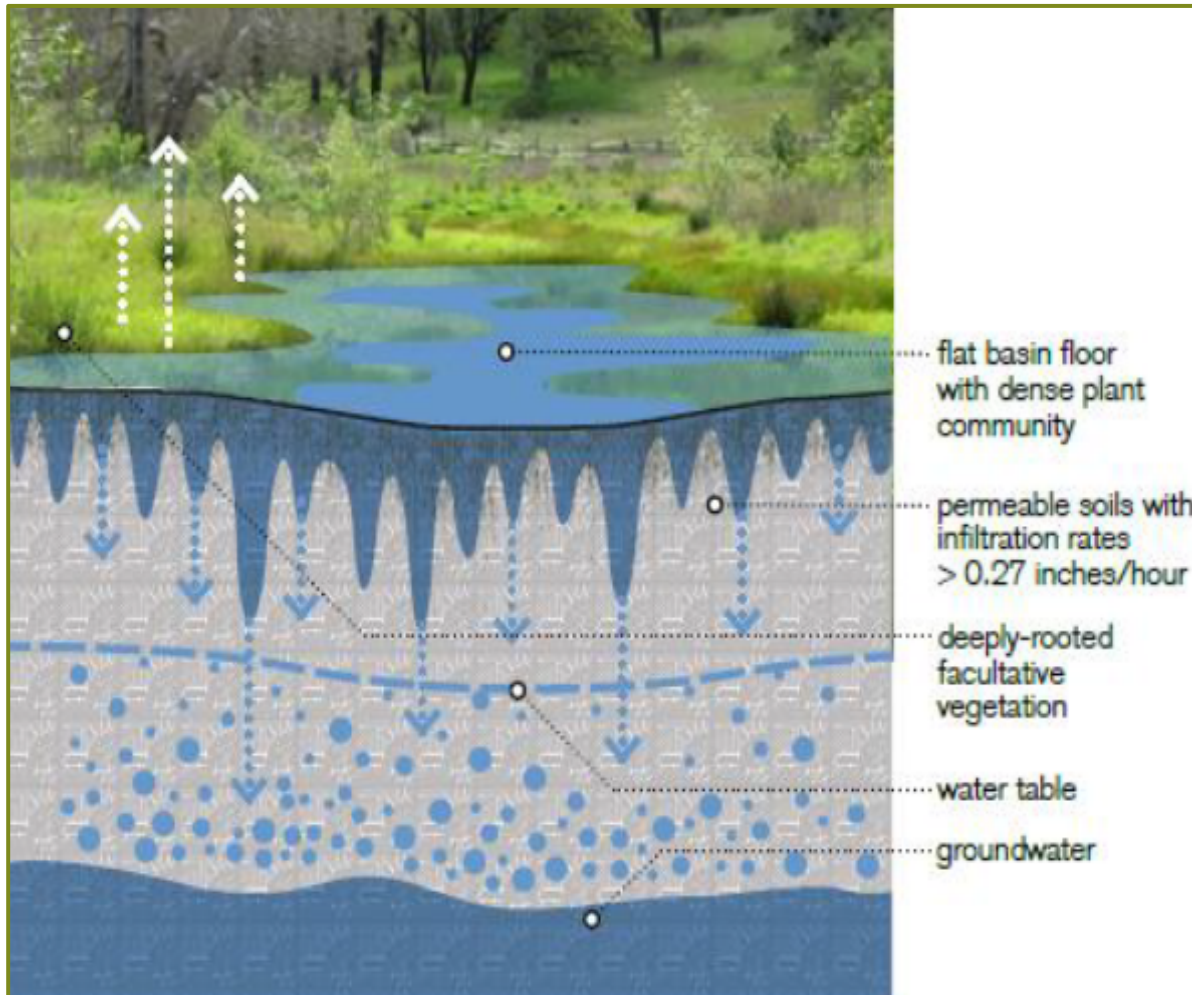 flat basin floor
with dense plant
community
permeable soils with
infiltration rates
> 0.27 inches/hour
deeply-rooted
facultative
vegetation
water table
groundwater